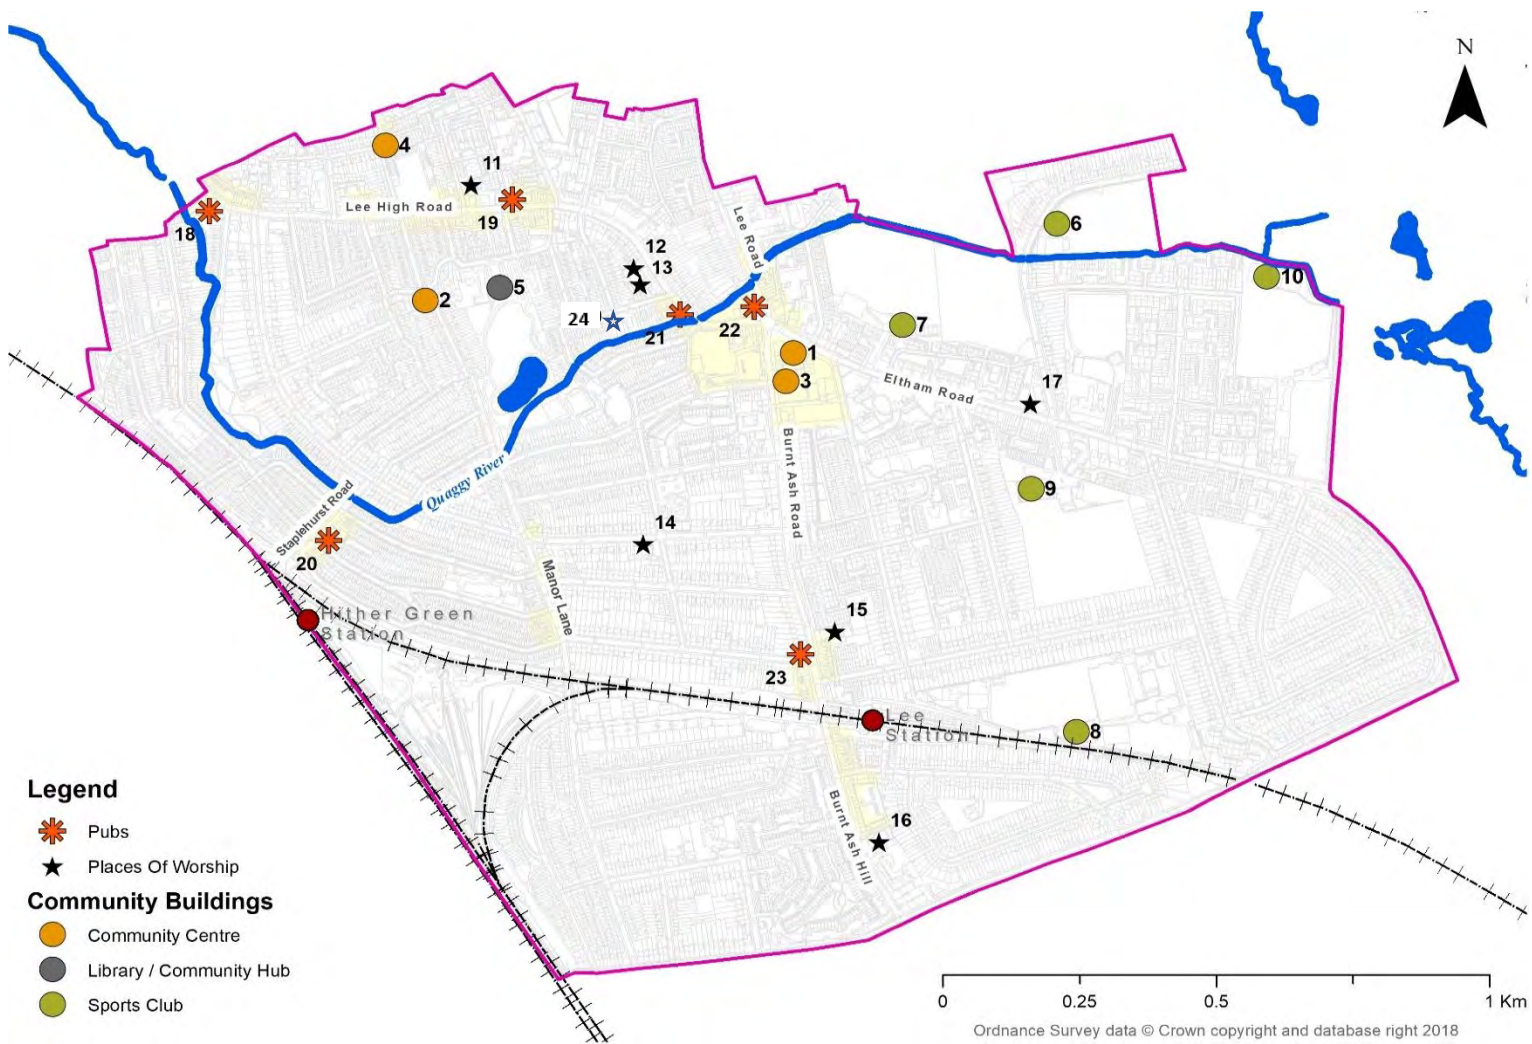 N
4
11
Lee High Road
19
18
Lee Road
6
12
13
10
2
5
24
21
22
7
1
3
Eltham Road
17
Burnt Ash Road
Quaggy River
9
Staplehurst Road
20
14
Manor Lane
Hither Green
Station
15
23
Lee
Station
8
Burnt Ash Hill
16
Legend
Pubs
Places Of Worship
Community Buildings
Community Centre
Library / Community Hub
Sports Club
0
0.25
0.5
1 Km
Ordnance Survey data © Crown copyright and database right 2018